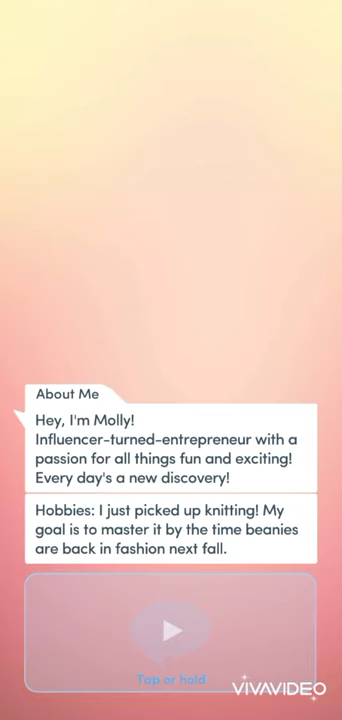 About Me
Hey, I'm Molly!
Influencer-turned-entrepreneur with a
passion for all things fun and exciting!
Every day's a new discovery!
Hobbies: I just picked up knitting! My
goal is to master it by the time beanies
are back in fashion next fall.
Tap or hold
VIVAVIDEO